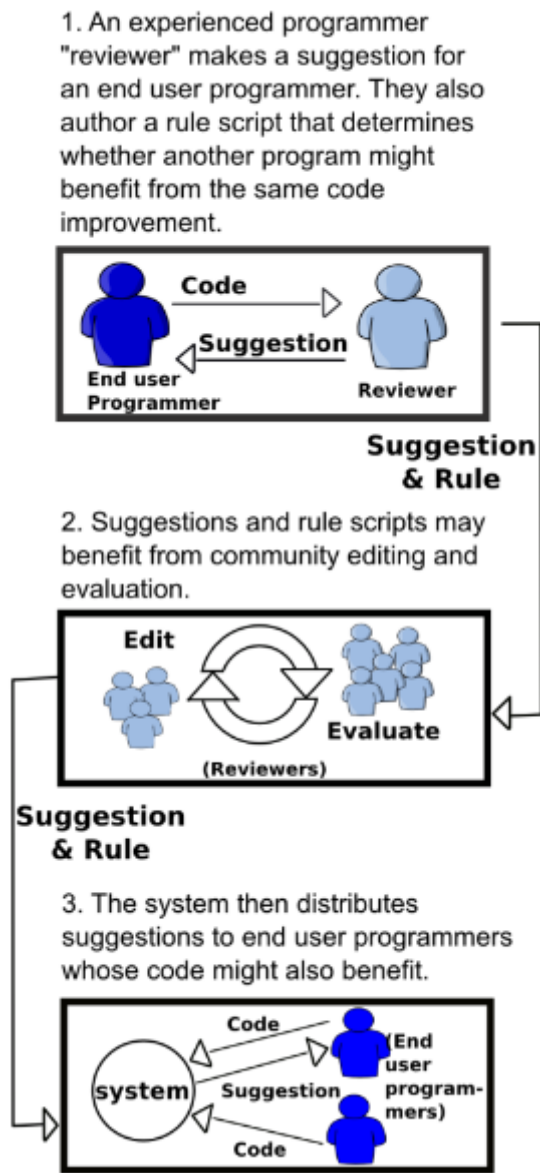 1. An experienced programmer
"reviewer" makes a suggestion for
an end user programmer. They also
author a rule script that determines
whether another program might
benefit from the same code
improvement.
Code
Suggestion
End user
Programmer
Reviewer
Suggestion
& Rule
2. Suggestions and rule scripts may
benefit from community editing and
evaluation.
Edit
Evaluate
(Reviewers)
Suggestion
& Rule
3. The system then distributes
suggestions to end user programmers
whose code might also benefit.
Code
(End
user
program-
mers)
system
Suggestion
Code